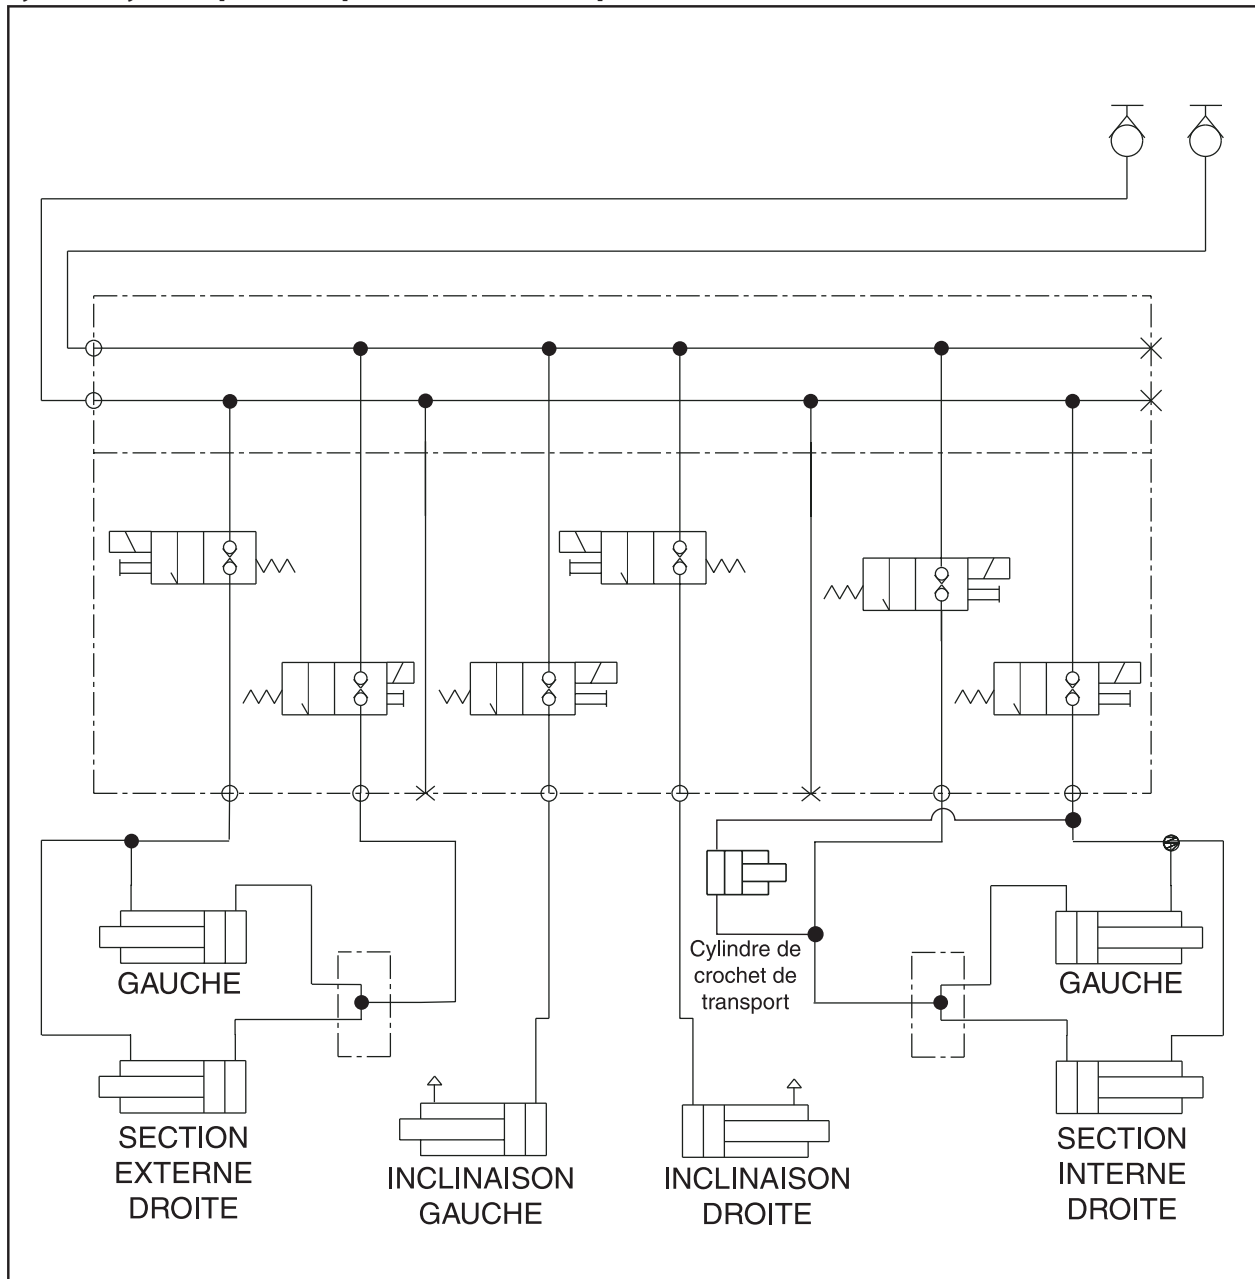 Cylindre de
crochet de
transport
GAUCHE
GAUCHE
SECTION
EXTERNE
DROITE
INCLINAISON
GAUCHE
INCLINAISON
DROITE
SECTION
INTERNE
DROITE